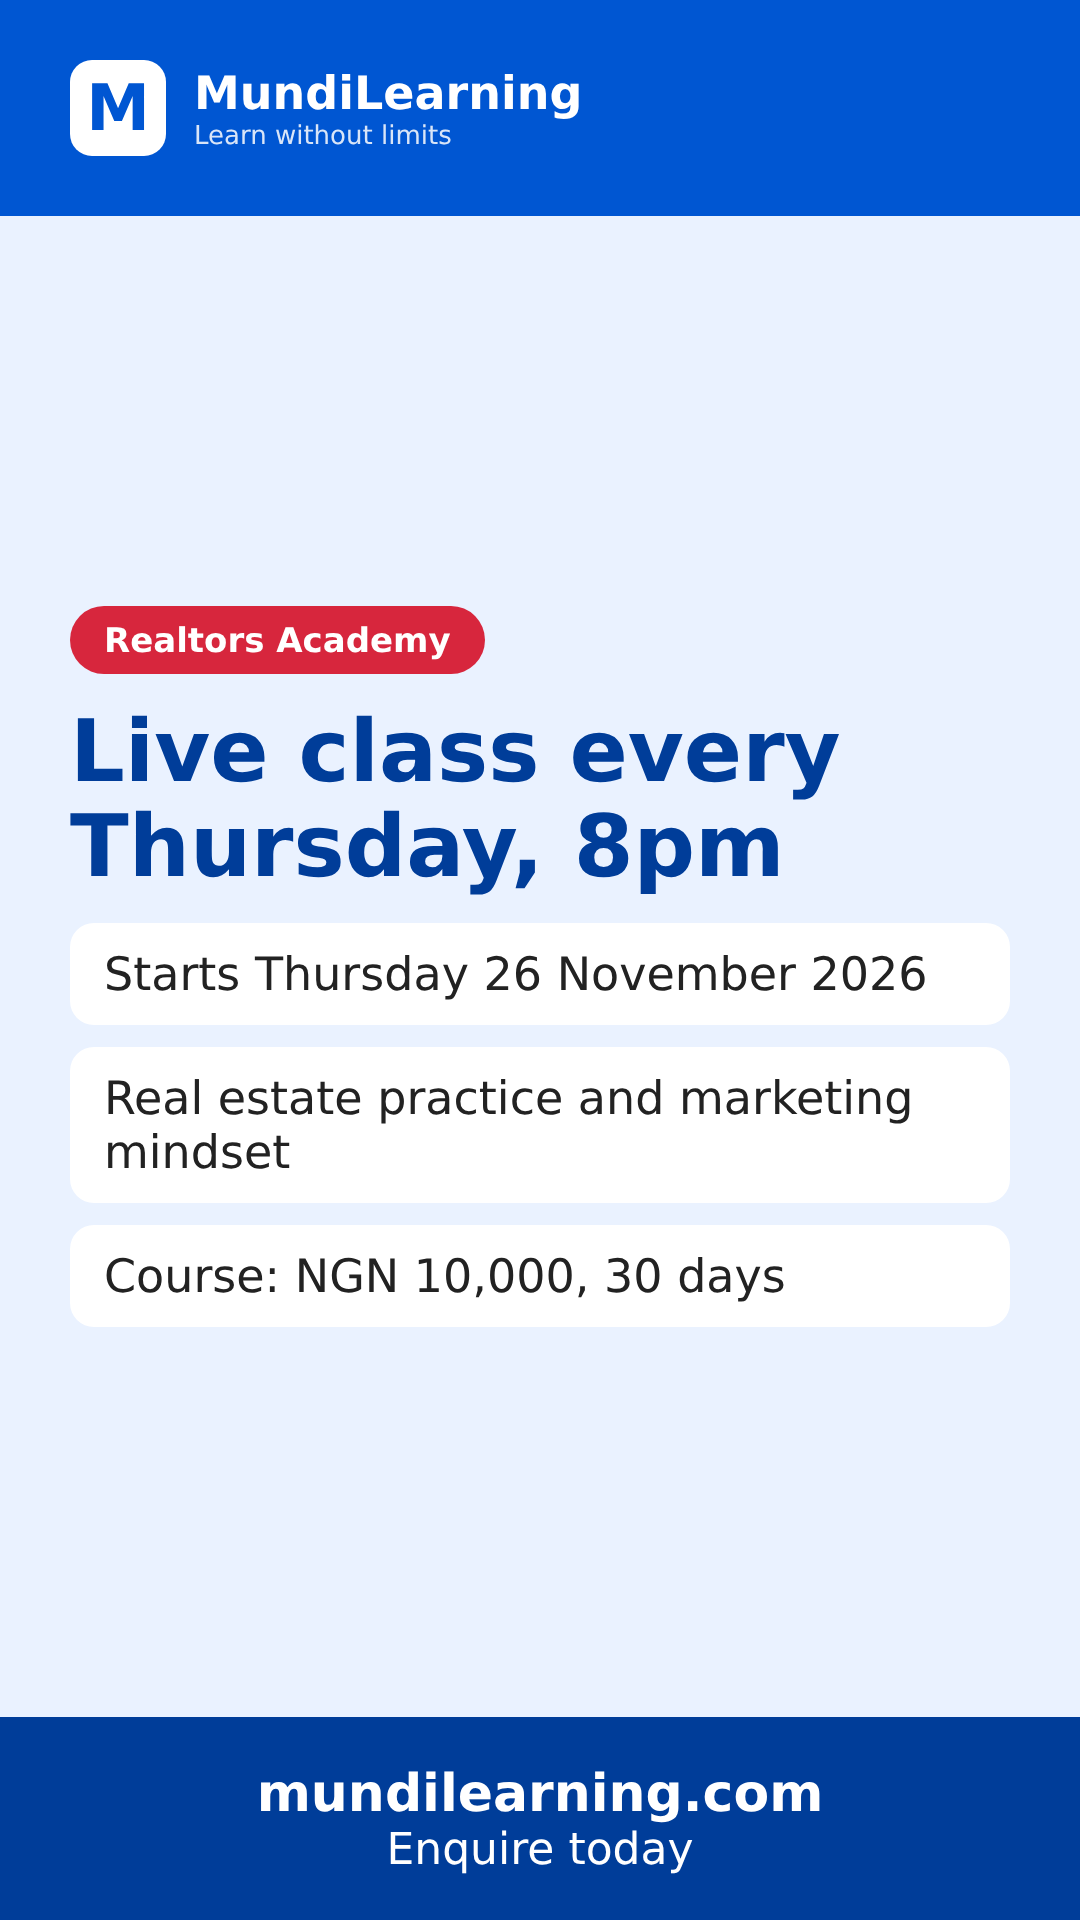 M
MundiLearning
Learn without limits
Realtors Academy
Live class every
Thursday, 8pm
Starts Thursday 26 November 2026
Real estate practice and marketing
mindset
Course: NGN 10,000, 30 days
mundilearning.com
Enquire today